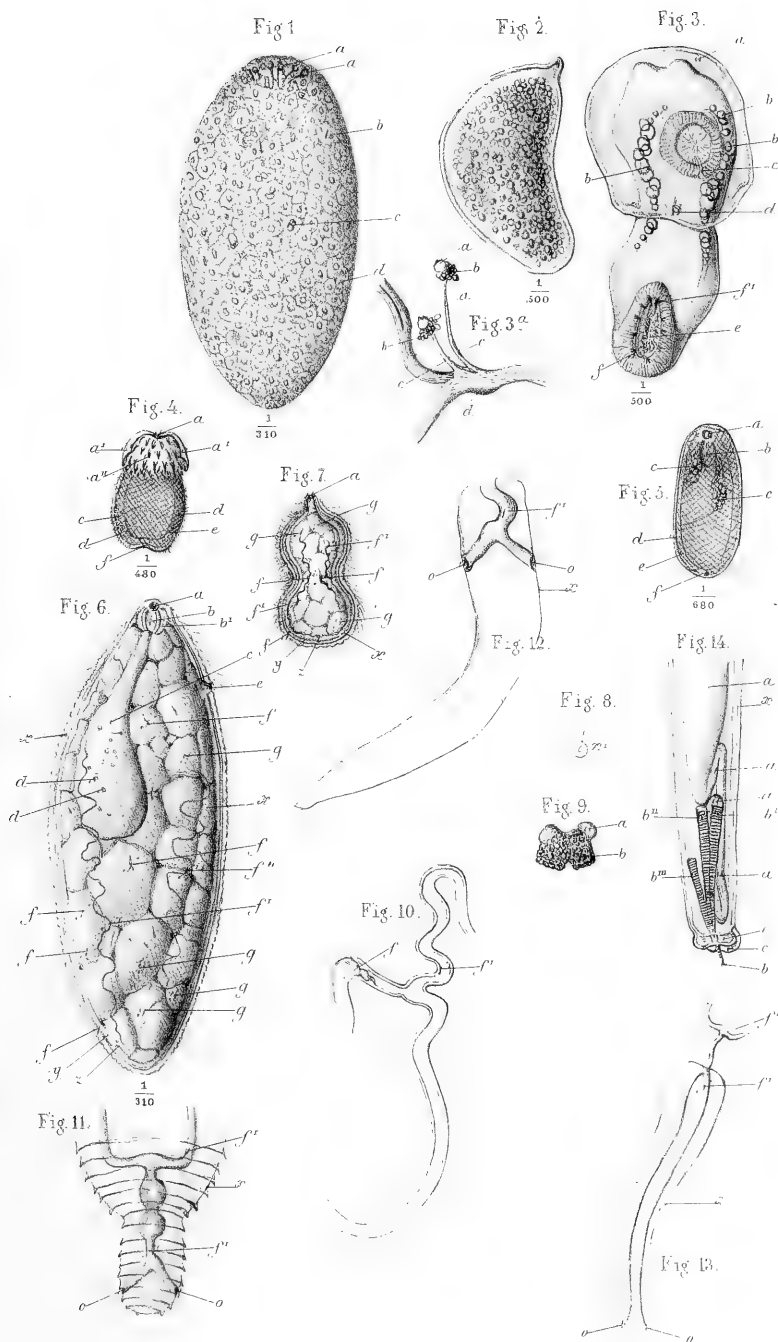 Fig 1
a
a
b
c
d
1
310
Fig 2.
1
500
Fig. 3.
a.
b
b
b
c
d
f'
e
f
1
500
a
b
a.
Fig. 3 a
b
c
c
d.
Fig. 4.
a
a'
a'
a"
c
d
d
e
f
1
480
Fig. 7.
a
g
g
f'
f
f
f'
g
f
y
z
x
f'
o
o
x
Fig. 12.
a.
b
c
c
Fig. 5.
d
e
f
1
680
Fig. 6.
a
b
b'
c
e
f
x
g
d
d
x
f
f"
f
f'
f
g
g
g
f
y
z
1
310
Fig. 8.
x'
Fig. 9.
a
b
Fig. 14.
a
x
a
a'
b"
b'
b'''
a
c
b
Fig. 10.
f
f'
Fig. 11.
f'
x
f'
o
o
f'
f'
Fig 13.
o
o